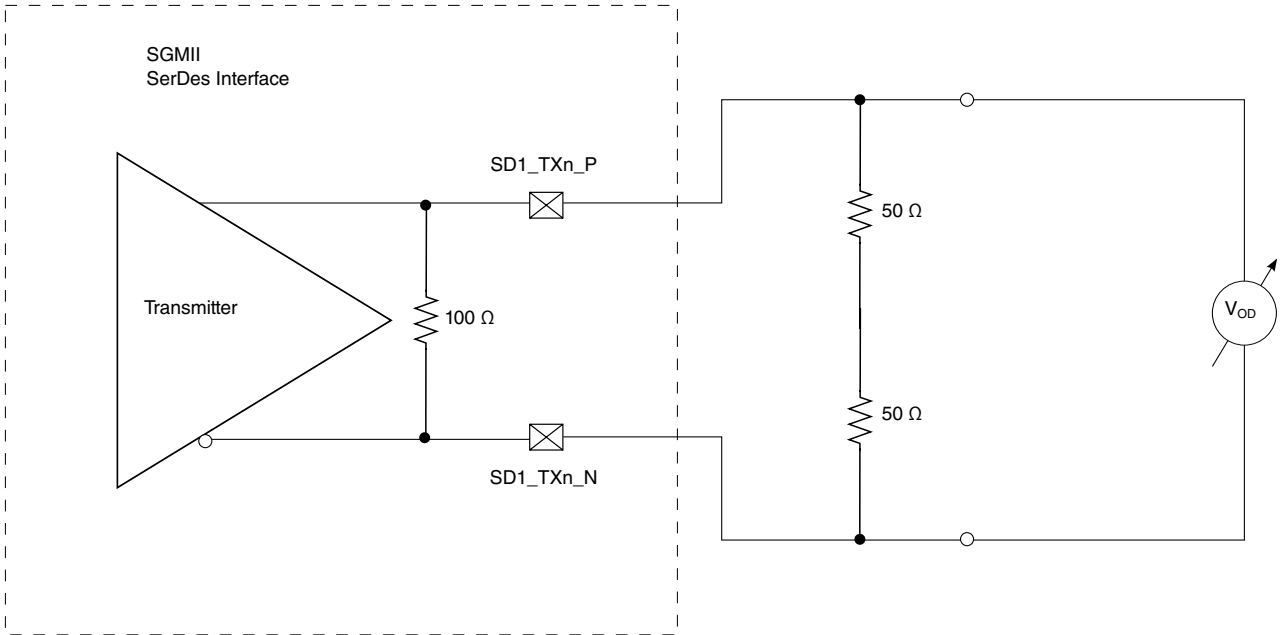 SGMII
SerDes Interface
SD1_TXn_P
50 Ω
Transmitter
100 Ω
VOD
50 Ω
SD1_TXn_N